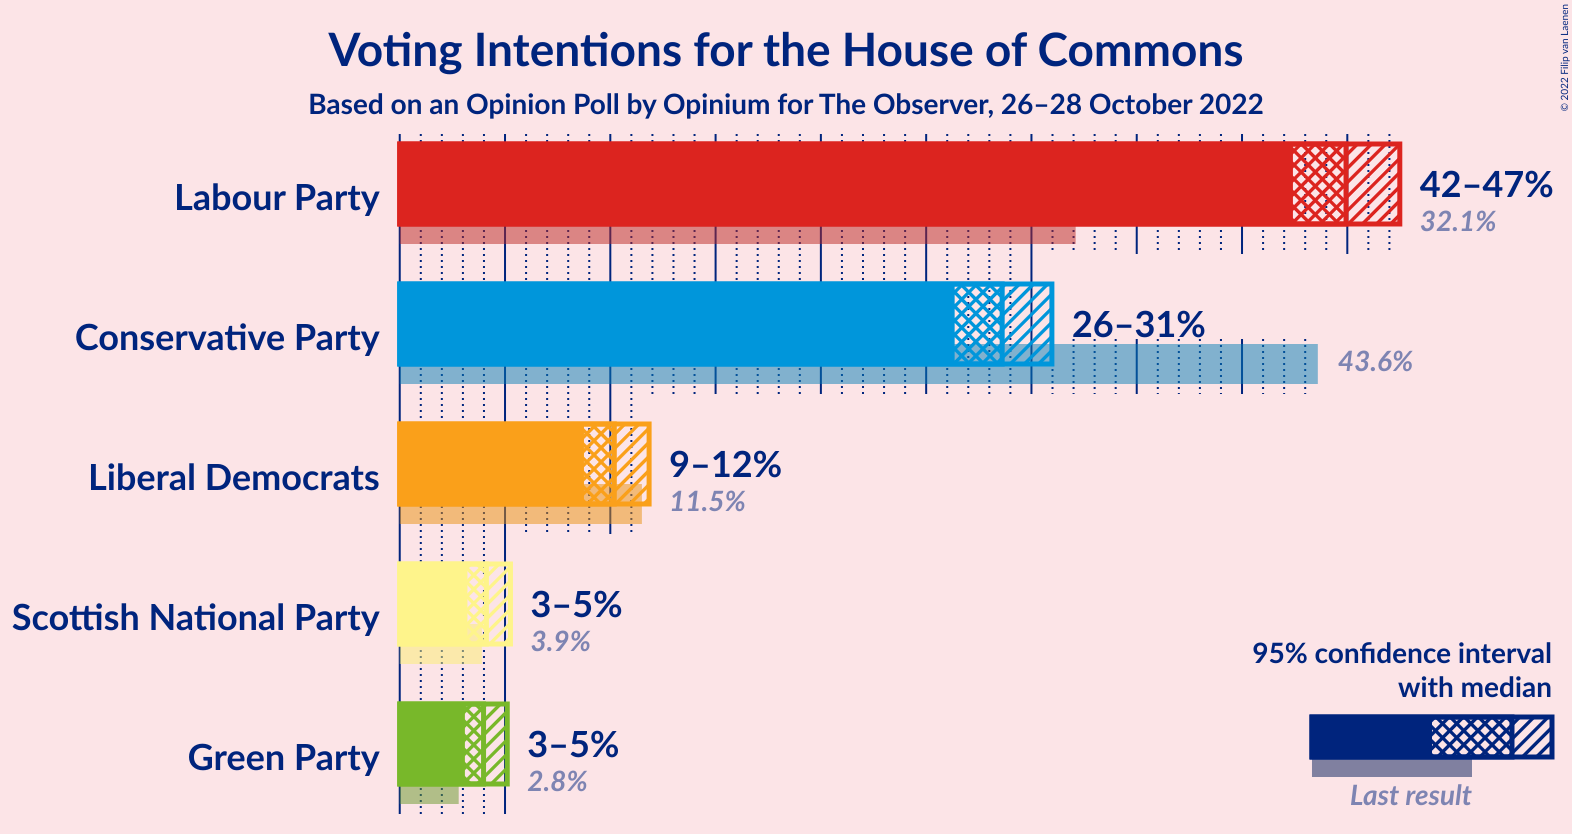 Voting Intentions for the House of Commons
Based on an Opinion Poll by Opinium for The Observer, 26–28 October 2022
© 2022 Filip van Laenen
Labour Party
42–47%
32.1%
Conservative Party
26–31%
43.6%
Liberal Democrats
9–12%
11.5%
Scottish National Party
3–5%
3.9%
Green Party
3–5%
2.8%
95% confidence interval
with median
Last result